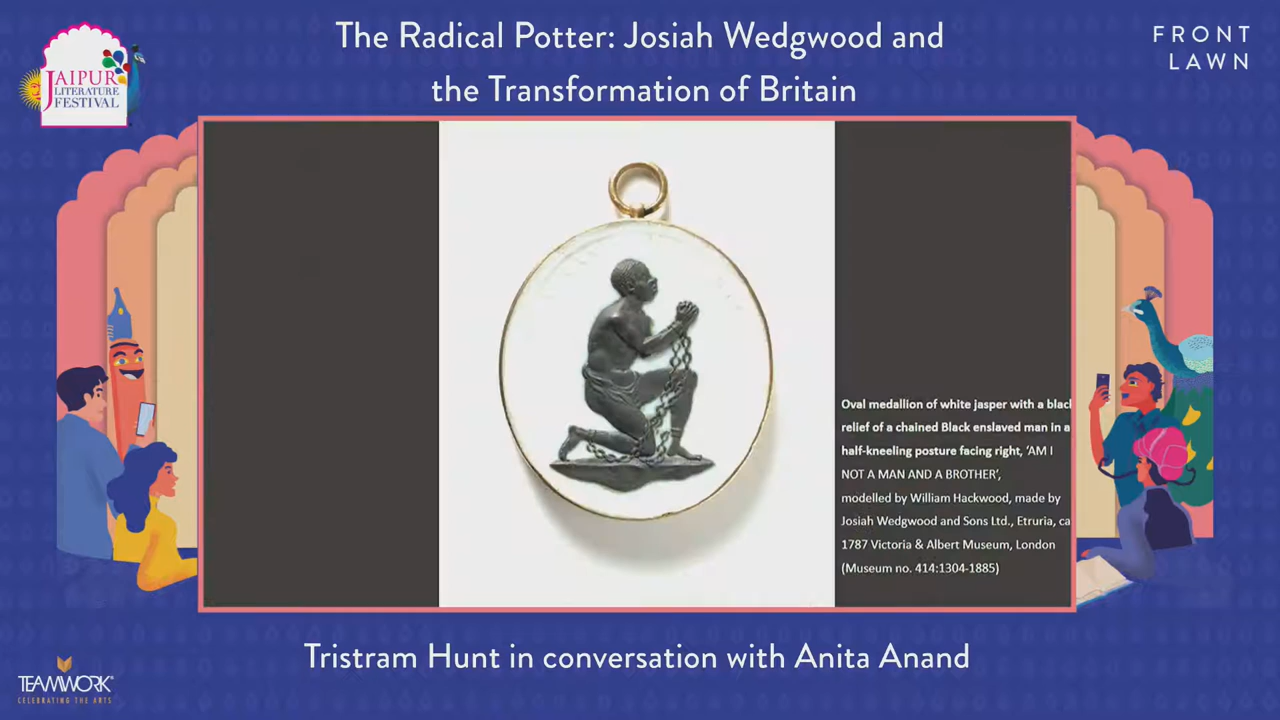 The Radical Potter: Josiah Wedgwood and
the Transformation of Britain
JAIPUR
LITERATURE
FESTIVAL
FRONT
LAWN
Oval medallion of white jasper with a black
relief of a chained Black enslaved man in a
half-kneeling posture facing right, ‘AM I
NOT A MAN AND A BROTHER’,
modelled by William Hackwood, made by
Josiah Wedgwood and Sons Ltd., Etruria, ca
1787 Victoria & Albert Museum, London
(Museum no. 414:1304-1885)
Tristram Hunt in conversation with Anita Anand
TEAMWORK
CELEBRATING THE ARTS